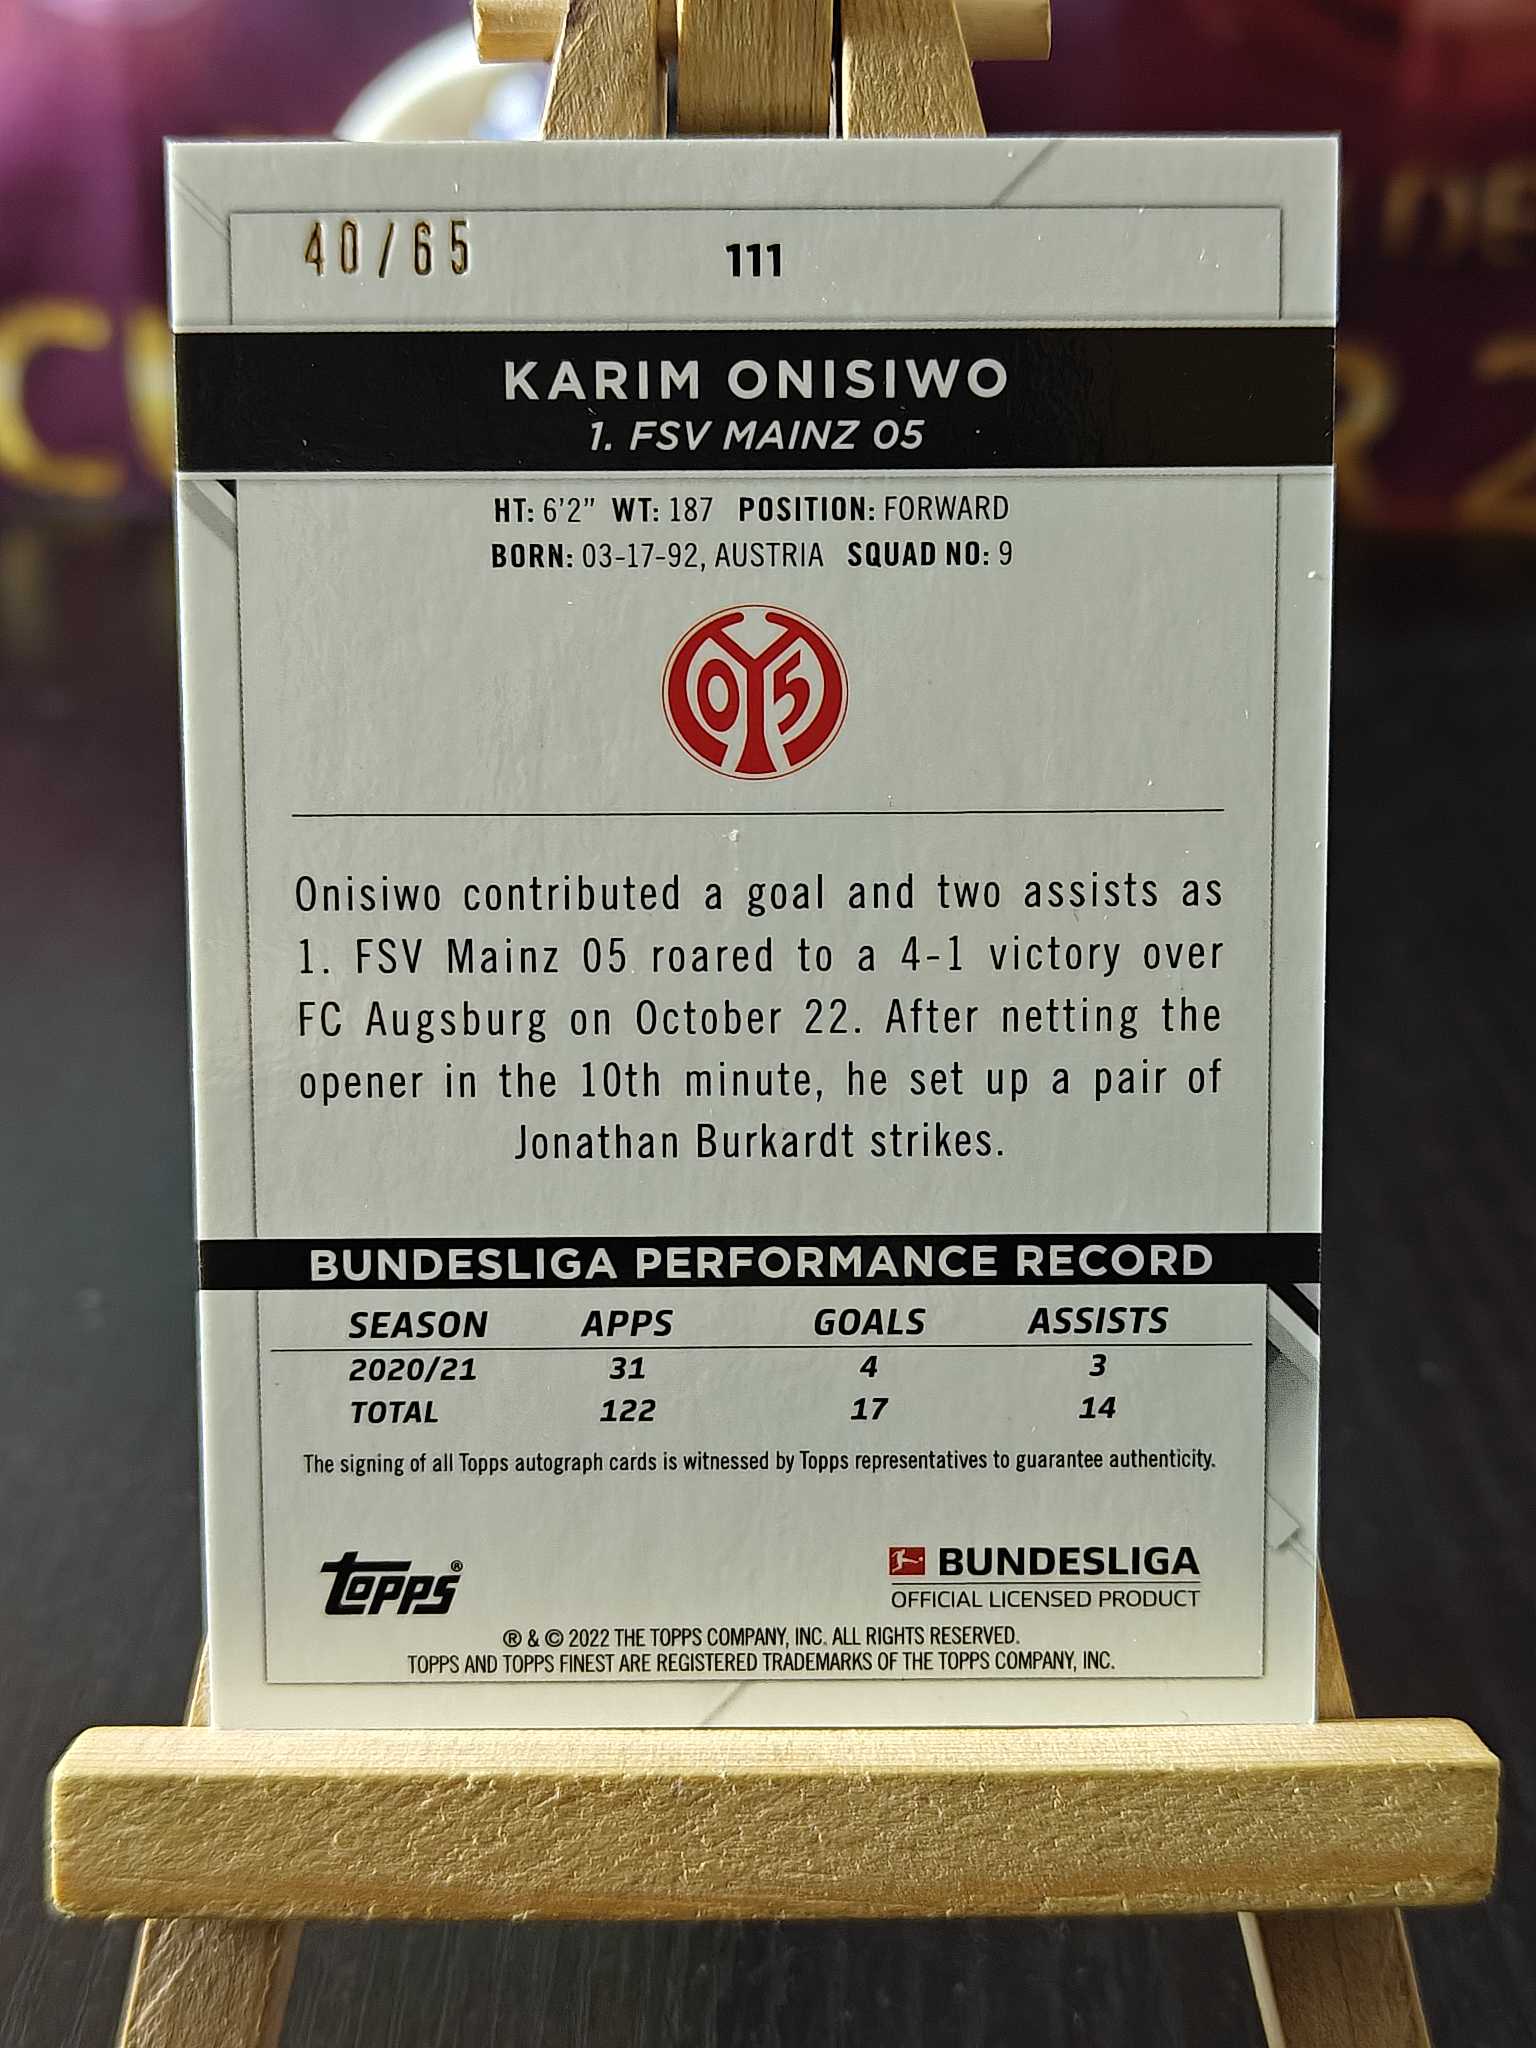 40/65
111
KARIM ONISIWO
1. FSV MAINZ 05
HT: 6'2" WT: 187 POSITION: FORWARD
BORN: 03-17-92, AUSTRIA SQUAD NO: 9
05
Onisiwo contributed a goal and two assists as
1. FSV Mainz 05 roared to a 4-1 victory over
FC Augsburg on October 22. After netting the
opener in the 10th minute, he set up a pair of
Jonathan Burkardt strikes.
BUNDESLIGA PERFORMANCE RECORD
SEASON APPS GOALS ASSISTS
2020/21 31 4 3
TOTAL 122 17 14
The signing of all Topps autograph cards is witnessed by Topps representatives to guarantee authenticity.
topps®
BUNDESLIGA
OFFICIAL LICENSED PRODUCT
® & © 2022 THE TOPPS COMPANY, INC. ALL RIGHTS RESERVED.
TOPPS AND TOPPS FINEST ARE REGISTERED TRADEMARKS OF THE TOPPS COMPANY, INC.